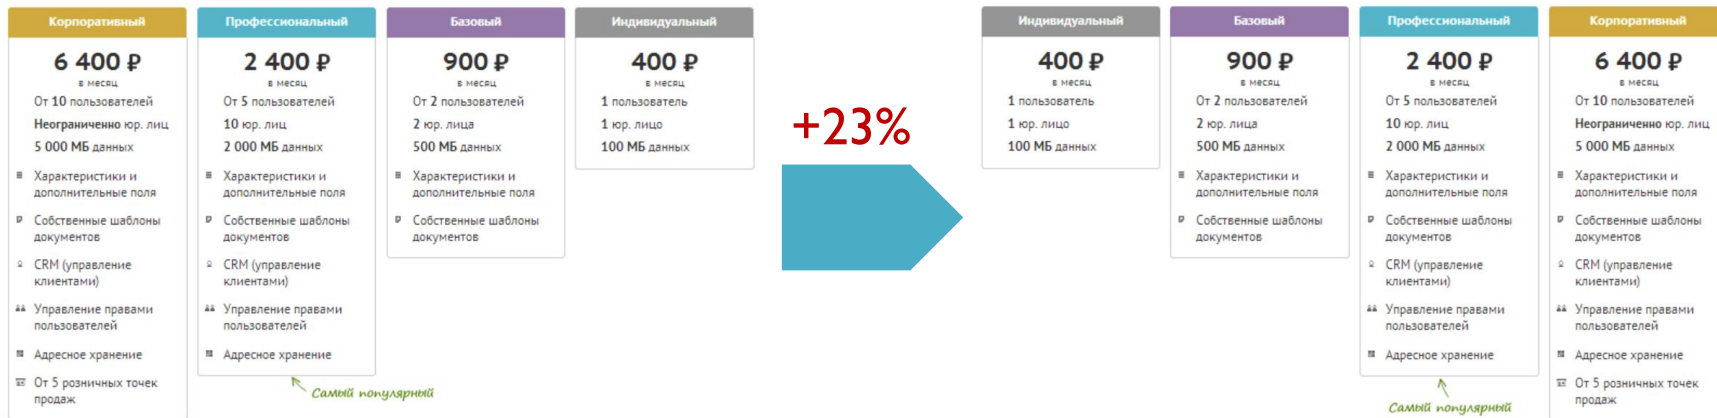 Корпоративный
6 400 ₽
в месяц
От 10 пользователей
Неограниченно юр. лиц
5 000 МБ данных
Характеристики и
дополнительные поля
Собственные шаблоны
документов
CRM (управление
клиентами)
Управление правами
пользователей
Адресное хранение
От 5 розничных точек
продаж
Профессиональный
2 400 ₽
в месяц
От 5 пользователей
10 юр. лиц
2 000 МБ данных
Характеристики и
дополнительные поля
Собственные шаблоны
документов
CRM (управление
клиентами)
Управление правами
пользователей
Адресное хранение
Самый популярный
Базовый
900 ₽
в месяц
От 2 пользователей
2 юр. лица
500 МБ данных
Характеристики и
дополнительные поля
Собственные шаблоны
документов
Индивидуальный
400 ₽
в месяц
1 пользователь
1 юр. лицо
100 МБ данных
+23%
Индивидуальный
400 ₽
в месяц
1 пользователь
1 юр. лицо
100 МБ данных
Базовый
900 ₽
в месяц
От 2 пользователей
2 юр. лица
500 МБ данных
Характеристики и
дополнительные поля
Собственные шаблоны
документов
Профессиональный
2 400 ₽
в месяц
От 5 пользователей
10 юр. лиц
2 000 МБ данных
Характеристики и
дополнительные поля
Собственные шаблоны
документов
CRM (управление
клиентами)
Управление правами
пользователей
Адресное хранение
Самый популярный
Корпоративный
6 400 ₽
в месяц
От 10 пользователей
Неограниченно юр. лиц
5 000 МБ данных
Характеристики и
дополнительные поля
Собственные шаблоны
документов
CRM (управление
клиентами)
Управление правами
пользователей
Адресное хранение
От 5 розничных точек
продаж